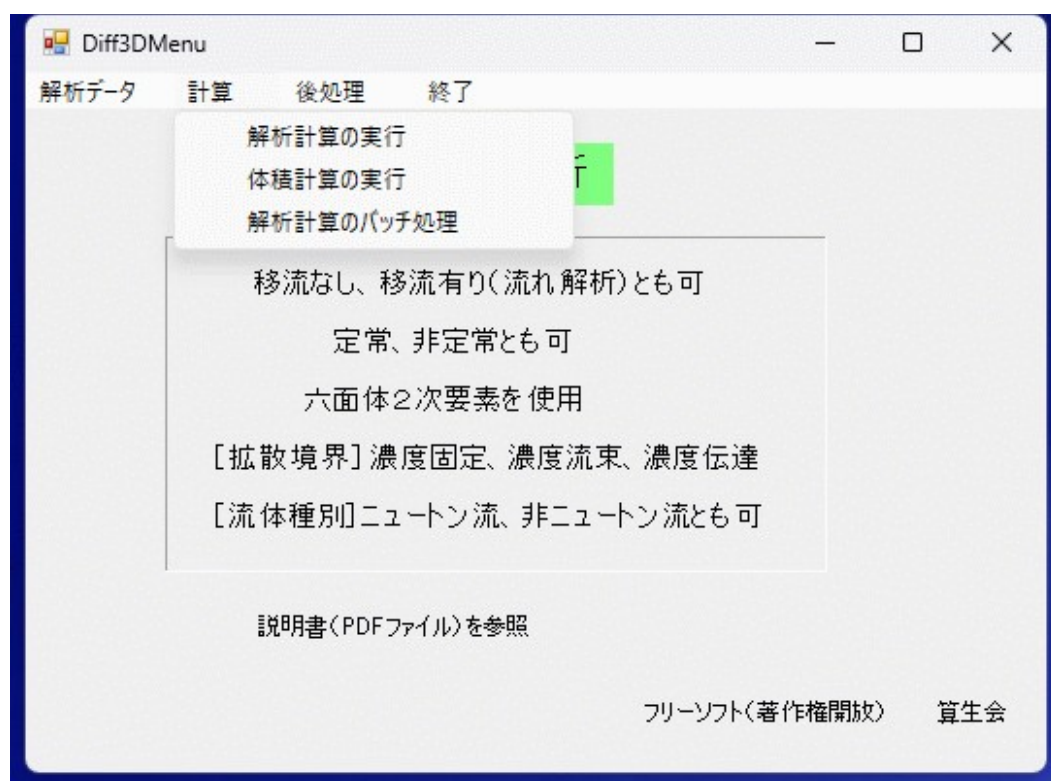 Diff3DMenu
解析データ 計算 後処理 終了
解析計算の実行
体積計算の実行
解析計算のバッチ処理
移流なし、移流有り(流れ解析)とも可
定常、非定常とも可
六面体2次要素を使用
[拡散境界]濃度固定、濃度流束、濃度伝達
[流体種別]ニュートン流、非ニュートン流とも可
説明書(PDFファイル)を参照
フリーソフト(著作権開放) 算生会